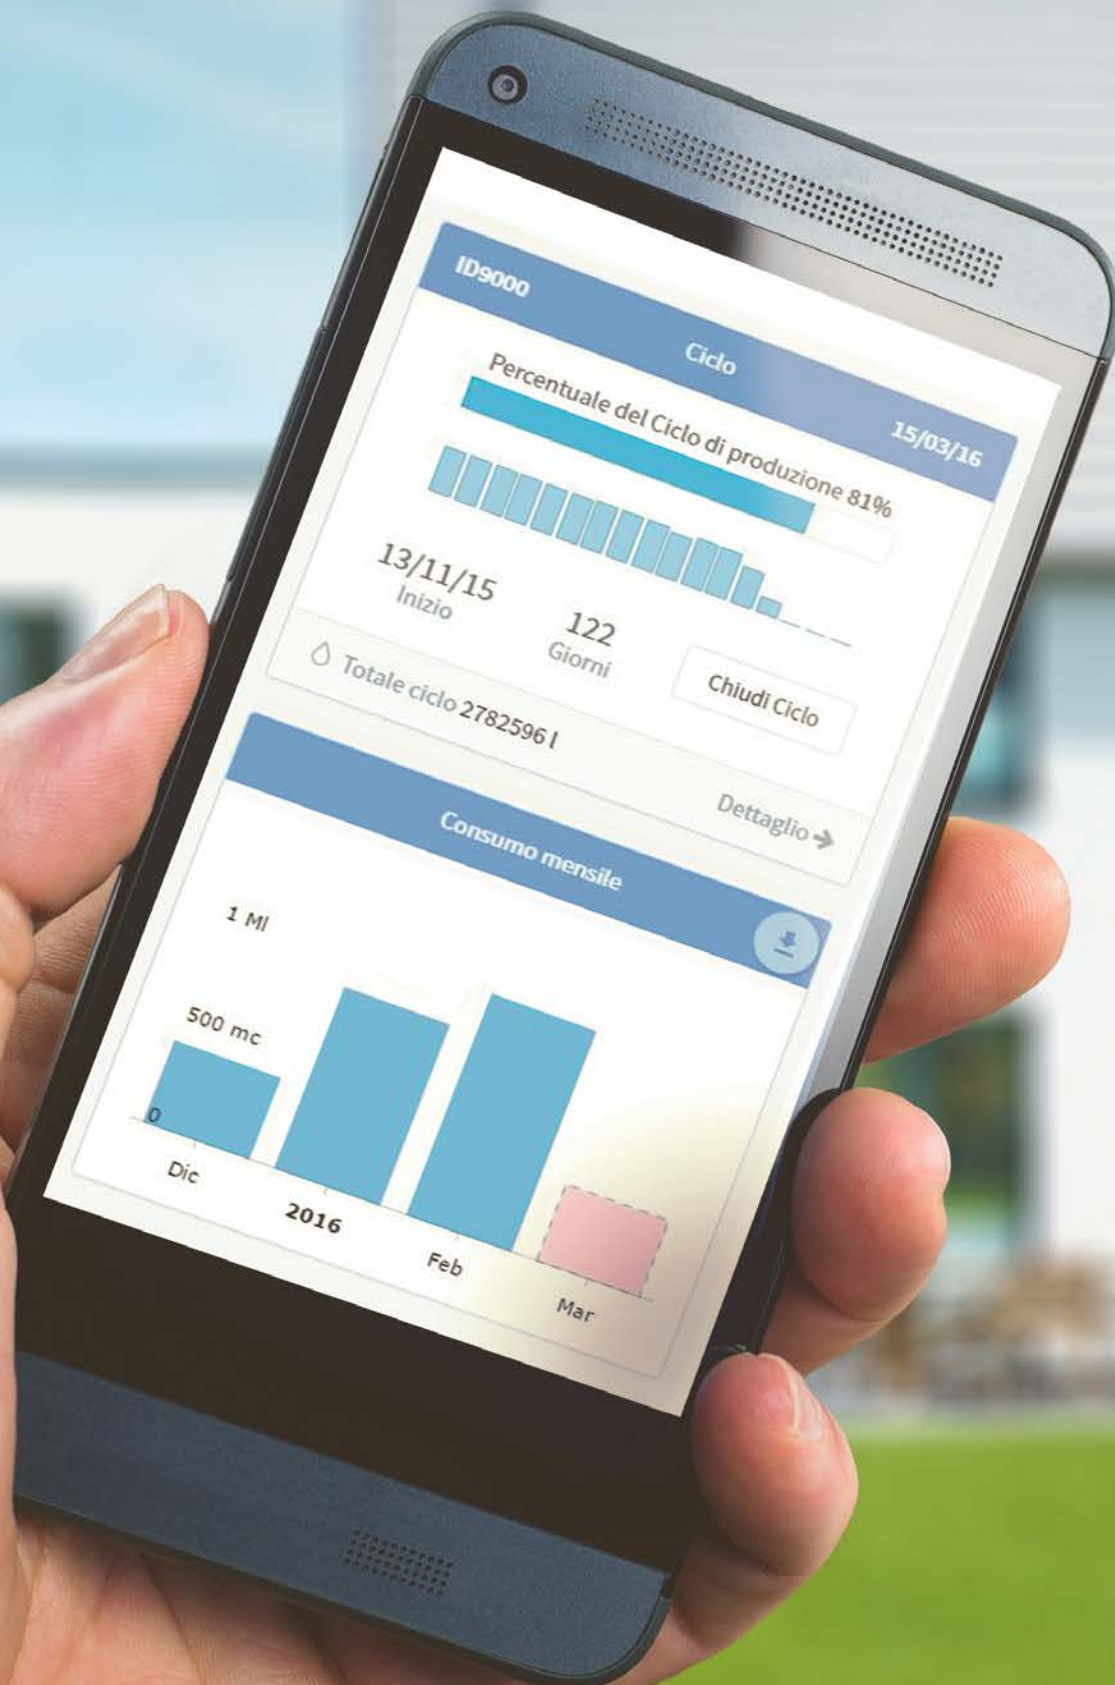 ID9000
Ciclo
15/03/16
Percentuale del Ciclo di produzione 81%
13/11/15
Inizio
122
Giorni
Chiudi Ciclo
Totale ciclo 2782596 l
Dettaglio
Consumo mensile
1 Ml
500 mc
0
Dic
2016
Feb
Mar